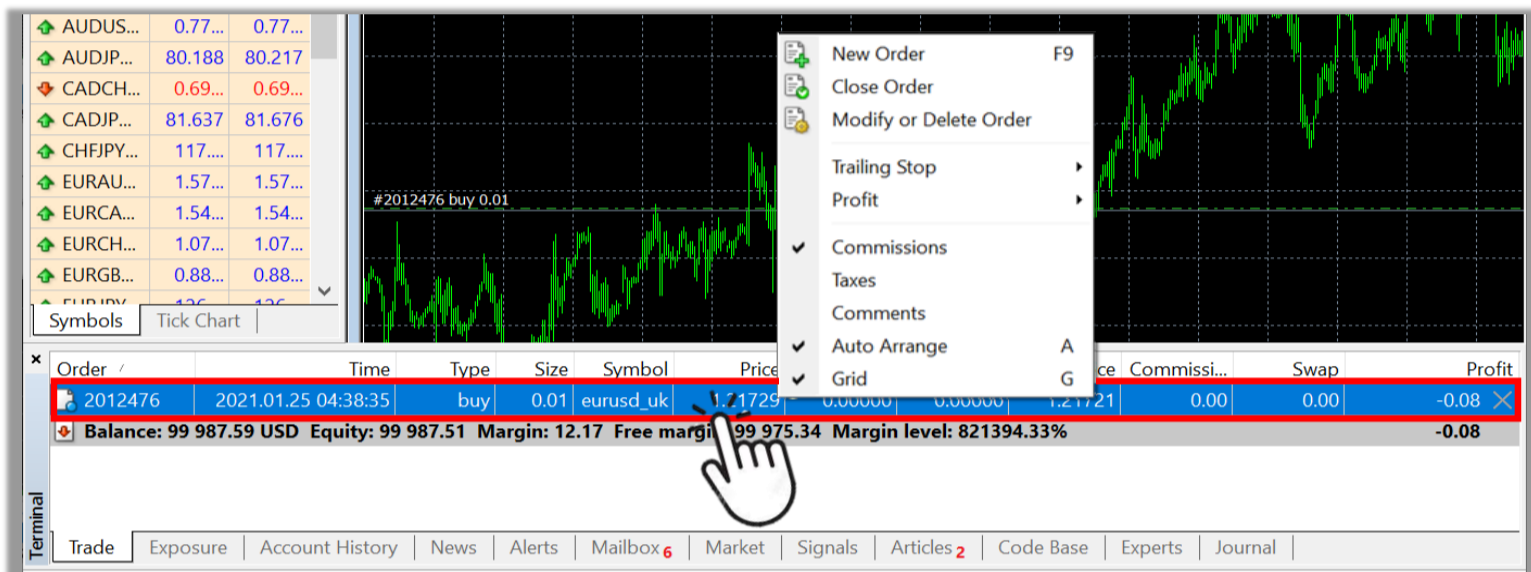 AUDUS... 0.77... 0.77...
AUDJP... 80.188 80.217
CADCH... 0.69... 0.69...
CADJP... 81.637 81.676
CHFJPY... 117.... 117....
EURAU... 1.57... 1.57...
EURCA... 1.54... 1.54...
EURCH... 1.07... 1.07...
EURGB... 0.88... 0.88...
Symbols Tick Chart
#2012476 buy 0.01
New Order F9
Close Order
Modify or Delete Order
Trailing Stop
Profit
Commissions
Taxes
Comments
Auto Arrange A
Grid G
Order / Time Type Size Symbol Price Commissi... Swap Profit
2012476 2021.01.25 04:38:35 buy 0.01 eurusd_uk 1.21729 0.00000 0.00000 1.21721 0.00 0.00 -0.08
Balance: 99 987.59 USD Equity: 99 987.51 Margin: 12.17 Free margi 99 975.34 Margin level: 821394.33% -0.08
Terminal
Trade Exposure Account History News Alerts Mailbox 6 Market Signals Articles 2 Code Base Experts Journal